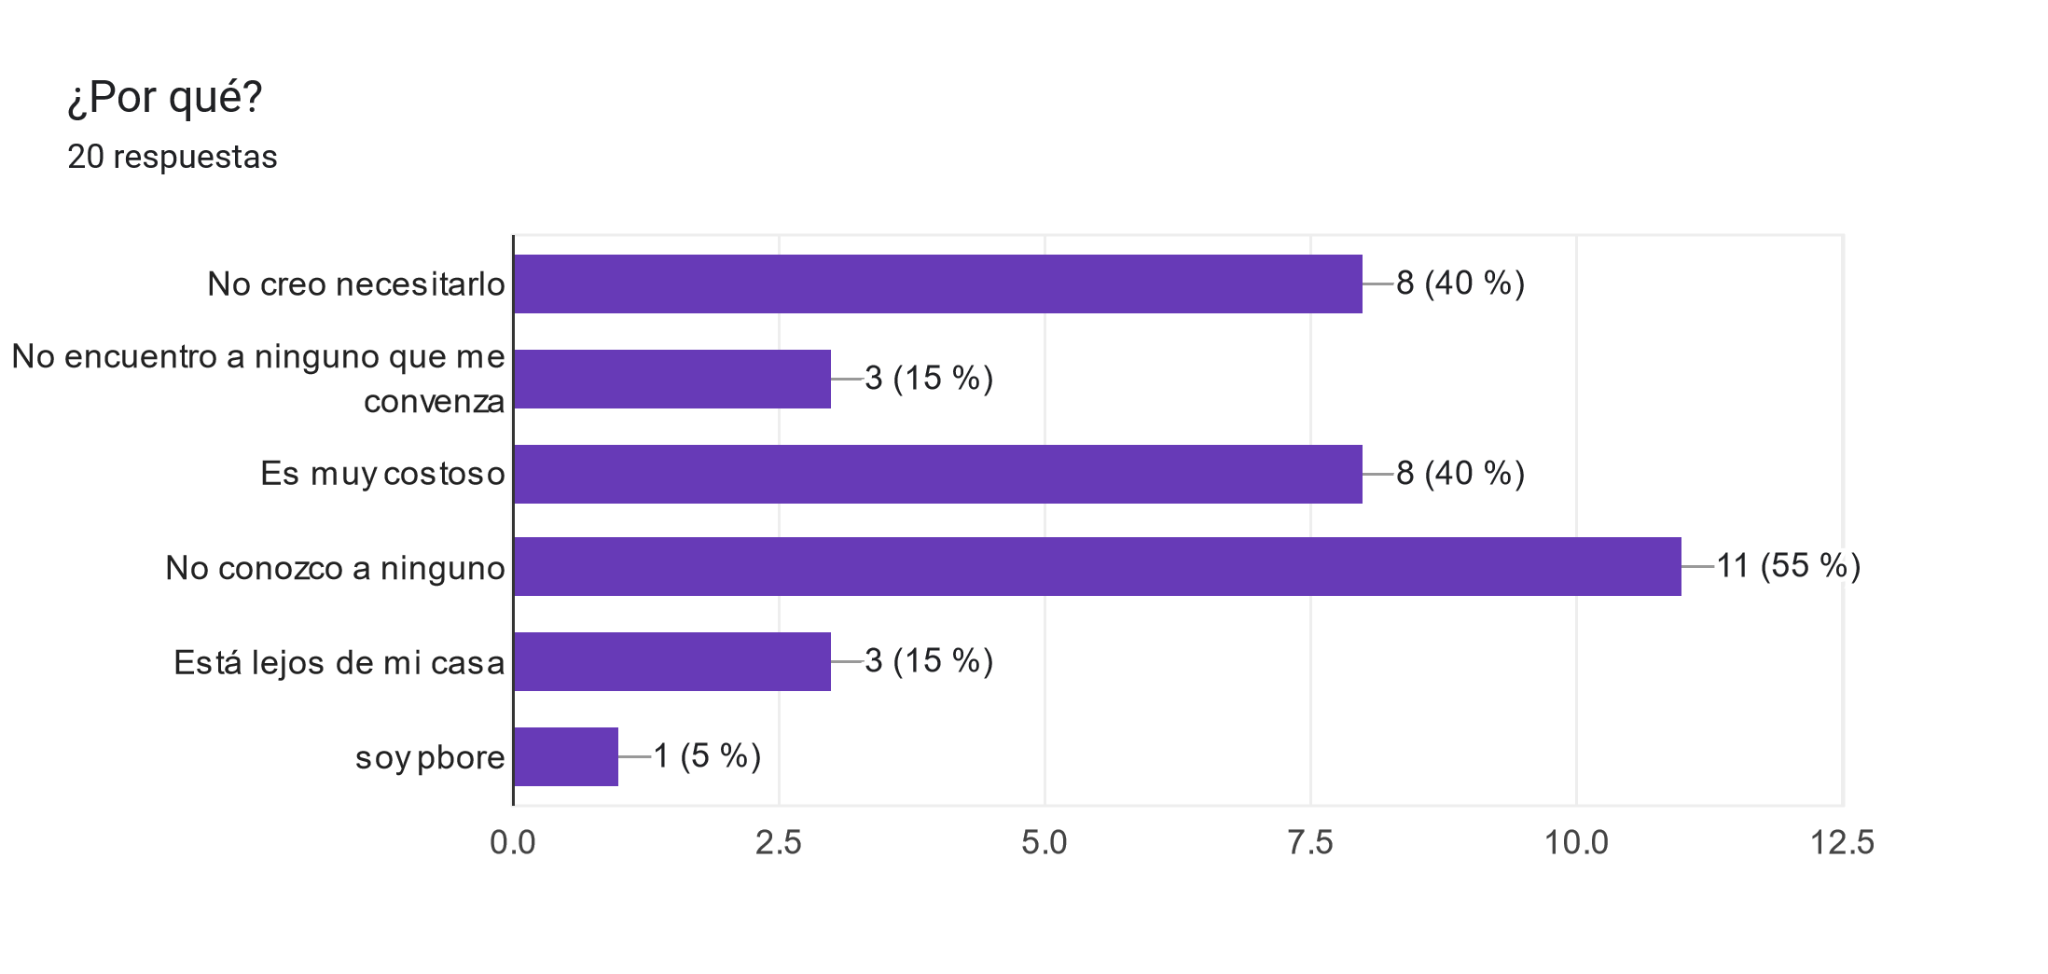 ¿Por qué?
20 respuestas
No creo necesitarlo
8 (40 %)
No encuentro a ninguno que me
convenza
3 (15 %)
Es muy costoso
8 (40 %)
No conozco a ninguno
11 (55 %)
Está lejos de mi casa
3 (15 %)
soy pbore
1 (5 %)
0.0 2.5 5.0 7.5 10.0 12.5